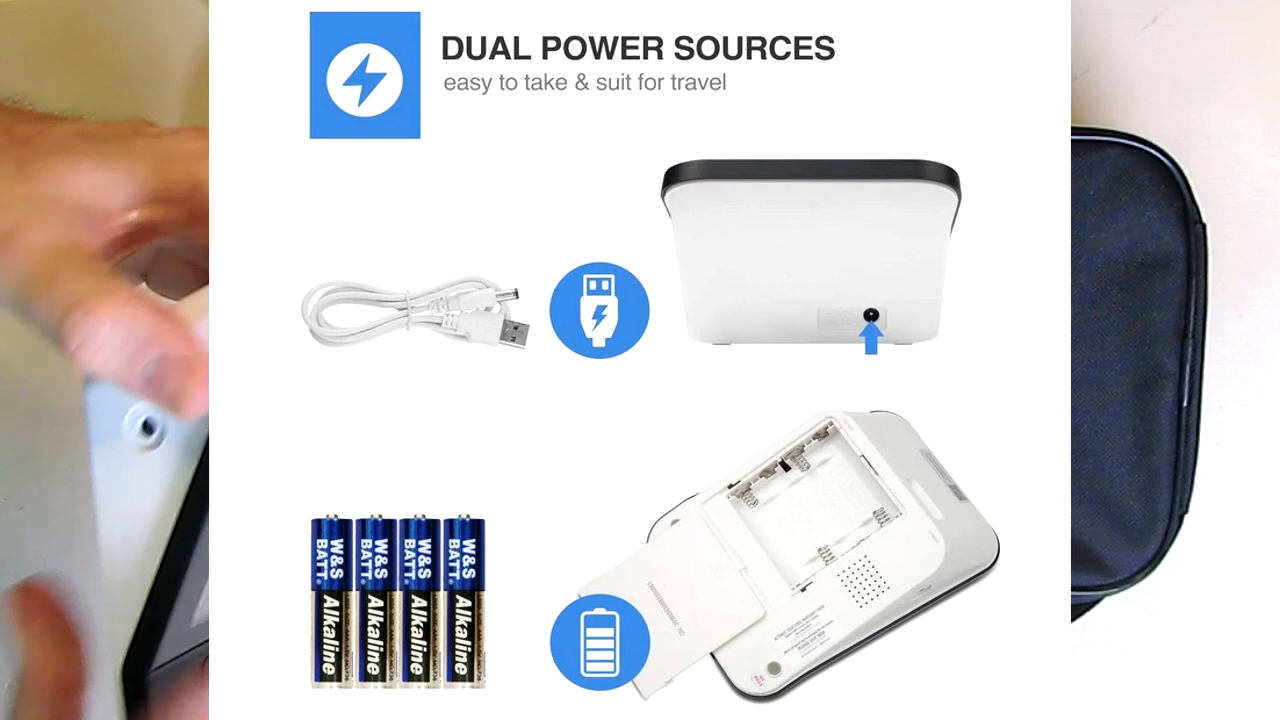 DUAL POWER SOURCES
easy to take & suit for travel
W&S
BATT.
Alkaline
W&S
BATT.
Alkaline
W&S
BATT.
Alkaline
W&S
BATT.
Alkaline